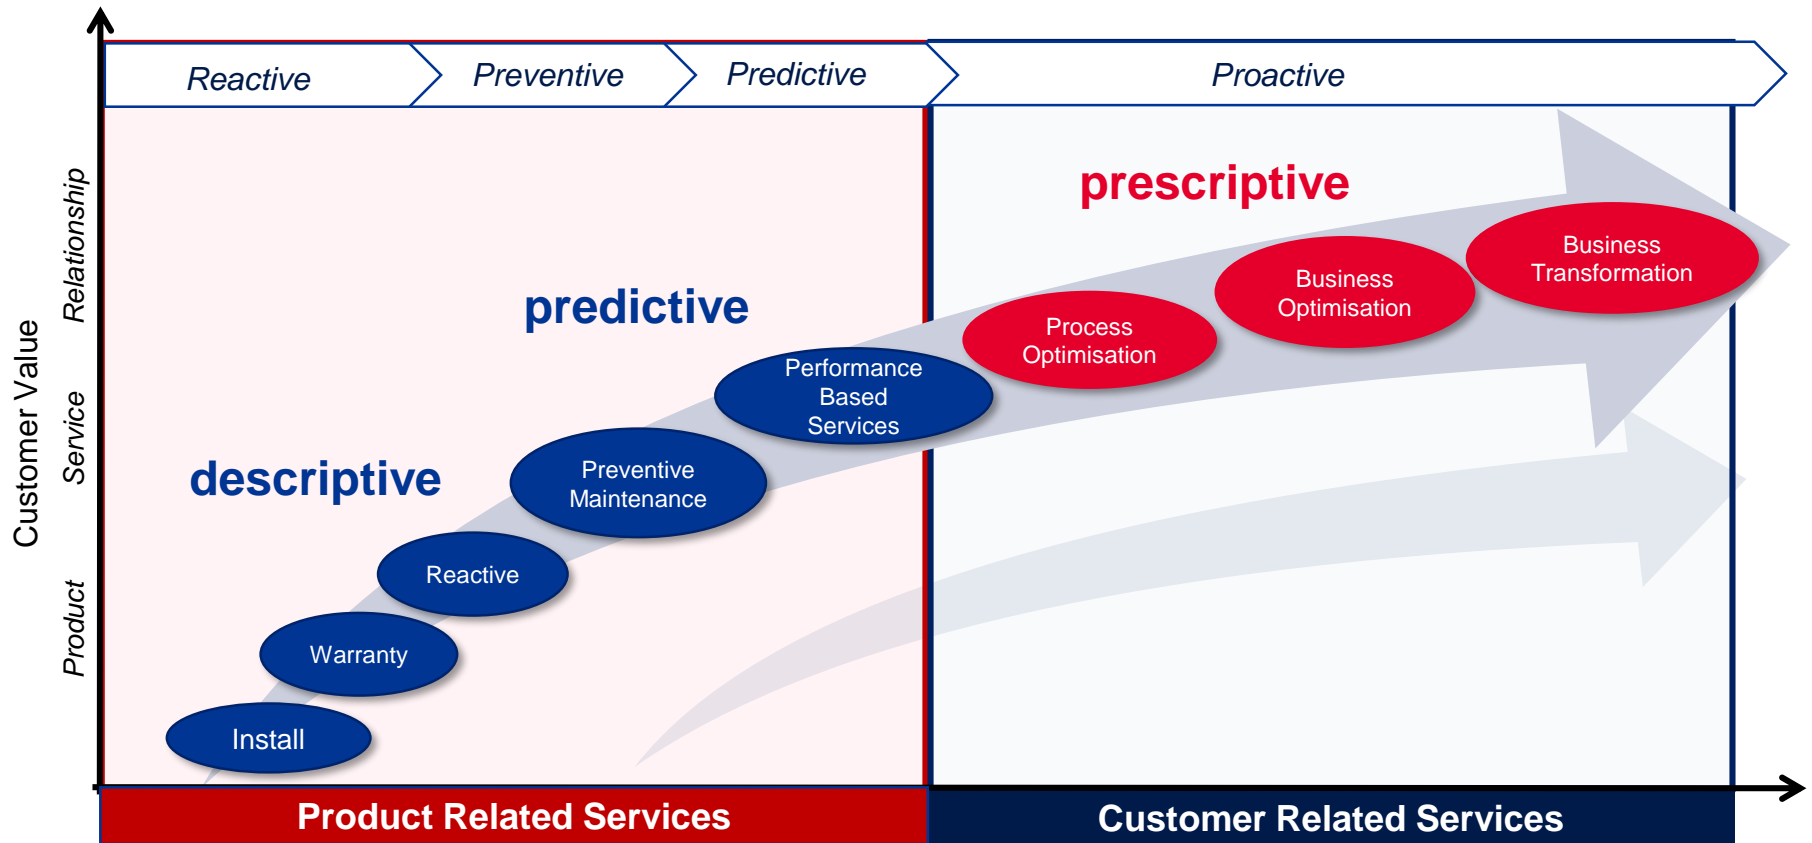 Reactive
Preventive
Predictive
Proactive
Customer Value
Relationship
Service
Product
prescriptive
predictive
descriptive
Business
Transformation
Business
Optimisation
Process
Optimisation
Performance
Based
Services
Preventive
Maintenance
Reactive
Warranty
Install
Product Related Services
Customer Related Services